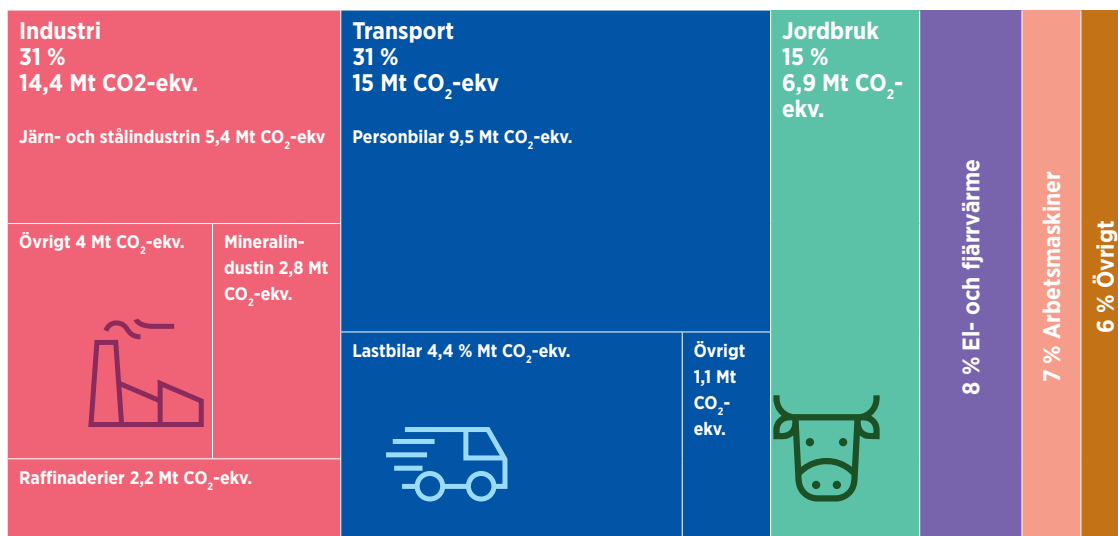 Industri
31 %
14,4 Mt CO2-ekv.
Järn- och stålindustrin 5,4 Mt CO₂-ekv
Övrigt 4 Mt CO₂-ekv.
Mineralin-
dustin 2,8 Mt
CO₂-ekv.
Raffinaderier 2,2 Mt CO₂-ekv.
Transport
31 %
15 Mt CO₂-ekv
Personbilar 9,5 Mt CO₂-ekv.
Lastbilar 4,4 % Mt CO₂-ekv.
Övrigt
1,1 Mt
CO₂-
ekv.
Jordbruk
15 %
6,9 Mt CO₂-
ekv.
8 % El- och fjärrvärme
7 % Arbetsmaskiner
6 % Övrigt